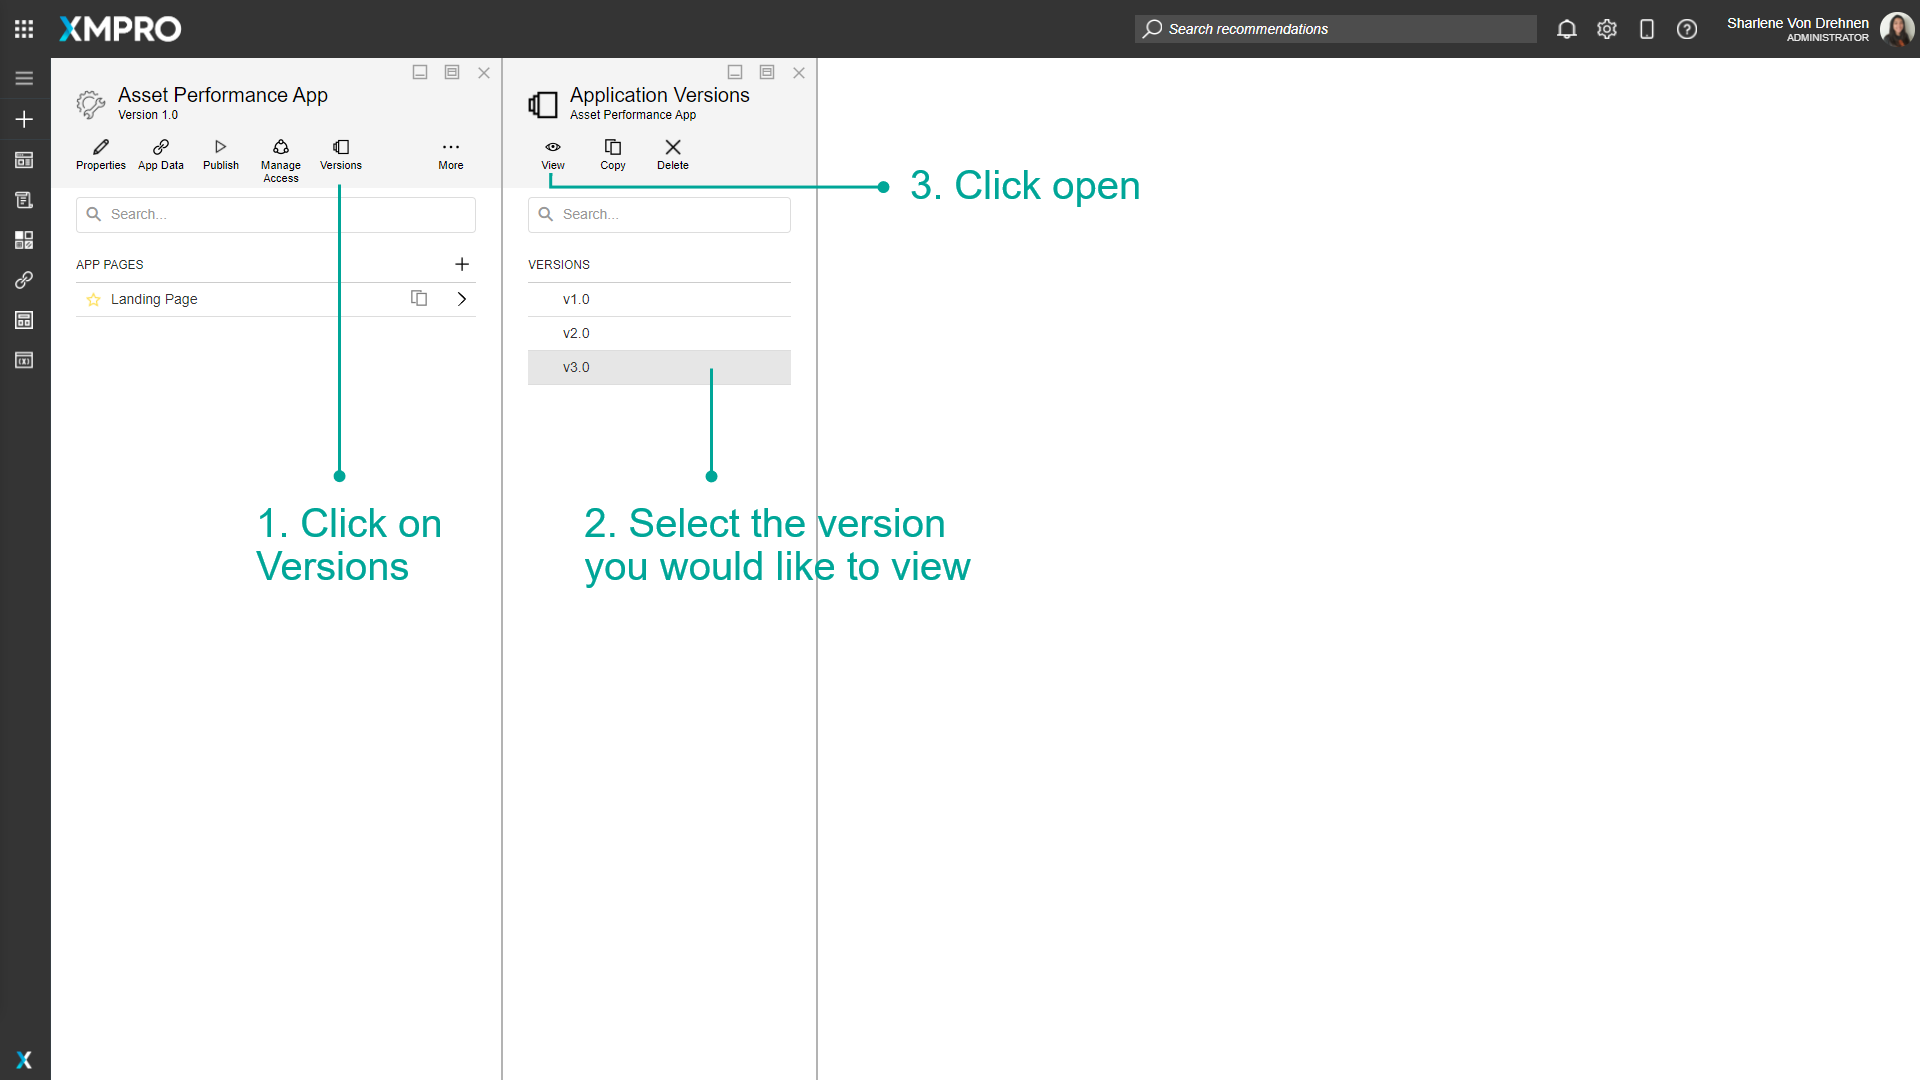 XMPRO
Search recommendations
Sharlene Von Drehnen
ADMINISTRATOR
Asset Performance App
Version 1.0
Properties
App Data
Publish
Manage
Access
Versions
More
Search...
APP PAGES
Landing Page
Application Versions
Asset Performance App
View
Copy
Delete
Search...
VERSIONS
v1.0
v2.0
v3.0
3. Click open
1. Click on
Versions
2. Select the version
you would like to view